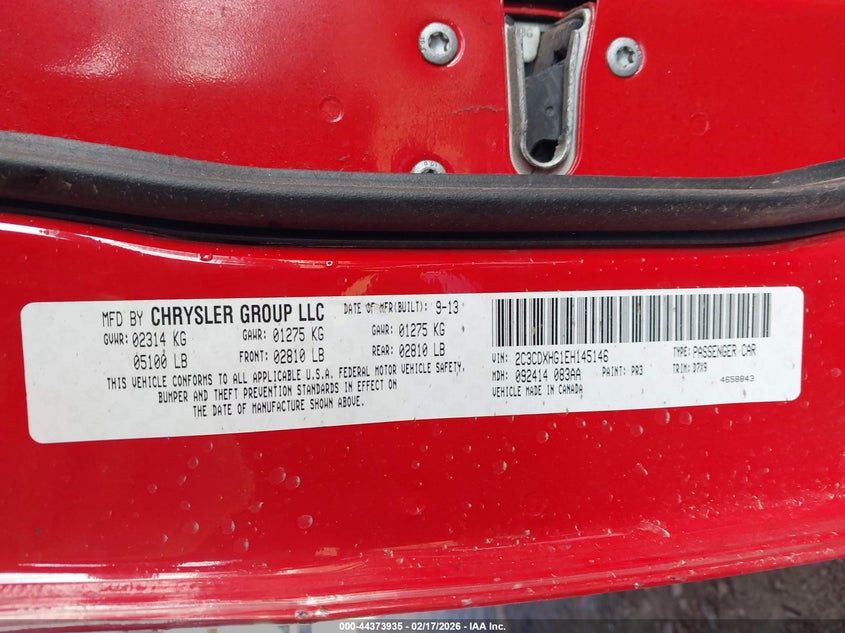 MFD BY CHRYSLER GROUP LLC DATE OF MFR(BUILT): 9-13
GVWR: 02314 KG GAWR: 01275 KG GAWR: 01275 KG
05100 LB FRONT: 02810 LB REAR: 02810 LB
THIS VEHICLE CONFORMS TO ALL APPLICABLE U.S.A. FEDERAL MOTOR VEHICLE SAFETY,
BUMPER AND THEFT PREVENTION STANDARDS IN EFFECT ON
THE DATE OF MANUFACTURE SHOWN ABOVE.
VIN: 2C3CDXHG1EH145146 TYPE: PASSENGER CAR
MDH: 092414 083AA PAINT: PR3 TRIM: D7X9
VEHICLE MADE IN CANADA 4658843
000-44373935 - 02/17/2026 - IAA Inc.